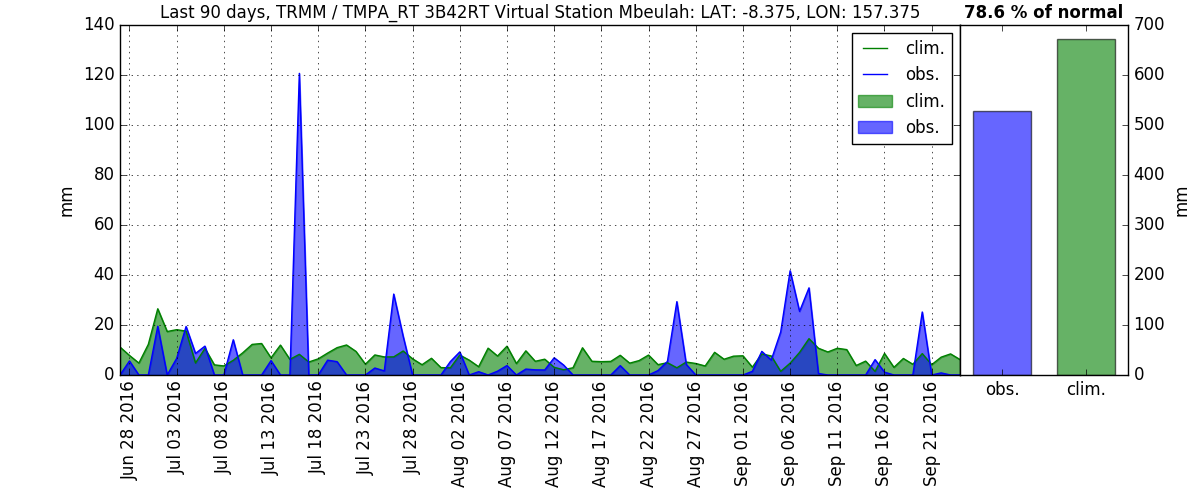 Last 90 days, TRMM / TMPA_RT 3B42RT Virtual Station Mbeulah: LAT: -8.375, LON: 157.375
78.6 % of normal
140
120
100
80
60
40
20
0
mm
clim.
obs.
clim.
obs.
700
600
500
400
300
200
100
0
mm
Jun 28 2016
Jul 03 2016
Jul 08 2016
Jul 13 2016
Jul 18 2016
Jul 23 2016
Jul 28 2016
Aug 02 2016
Aug 07 2016
Aug 12 2016
Aug 17 2016
Aug 22 2016
Aug 27 2016
Sep 01 2016
Sep 06 2016
Sep 11 2016
Sep 16 2016
Sep 21 2016
obs.
clim.